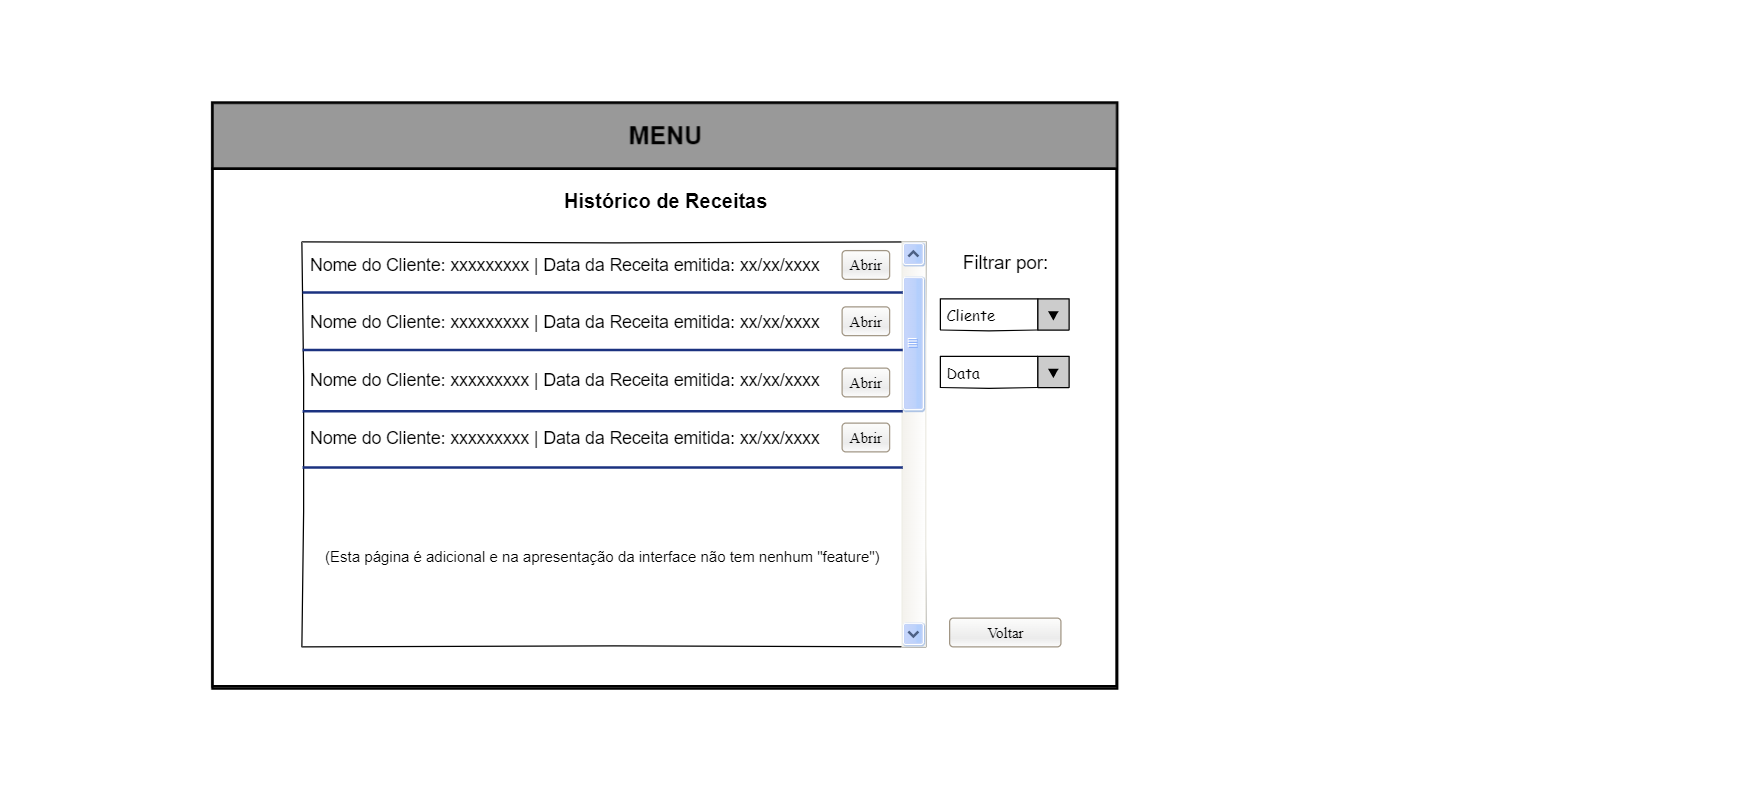 MENU
Histórico de Receitas
Nome do Cliente: xxxxxxxxx | Data da Receita emitida: xx/xx/xxxx Abrir
Nome do Cliente: xxxxxxxxx | Data da Receita emitida: xx/xx/xxxx Abrir
Nome do Cliente: xxxxxxxxx | Data da Receita emitida: xx/xx/xxxx Abrir
Nome do Cliente: xxxxxxxxx | Data da Receita emitida: xx/xx/xxxx Abrir
(Esta página é adicional e na apresentação da interface não tem nenhum "feature")
Filtrar por:
Cliente
Data
Voltar